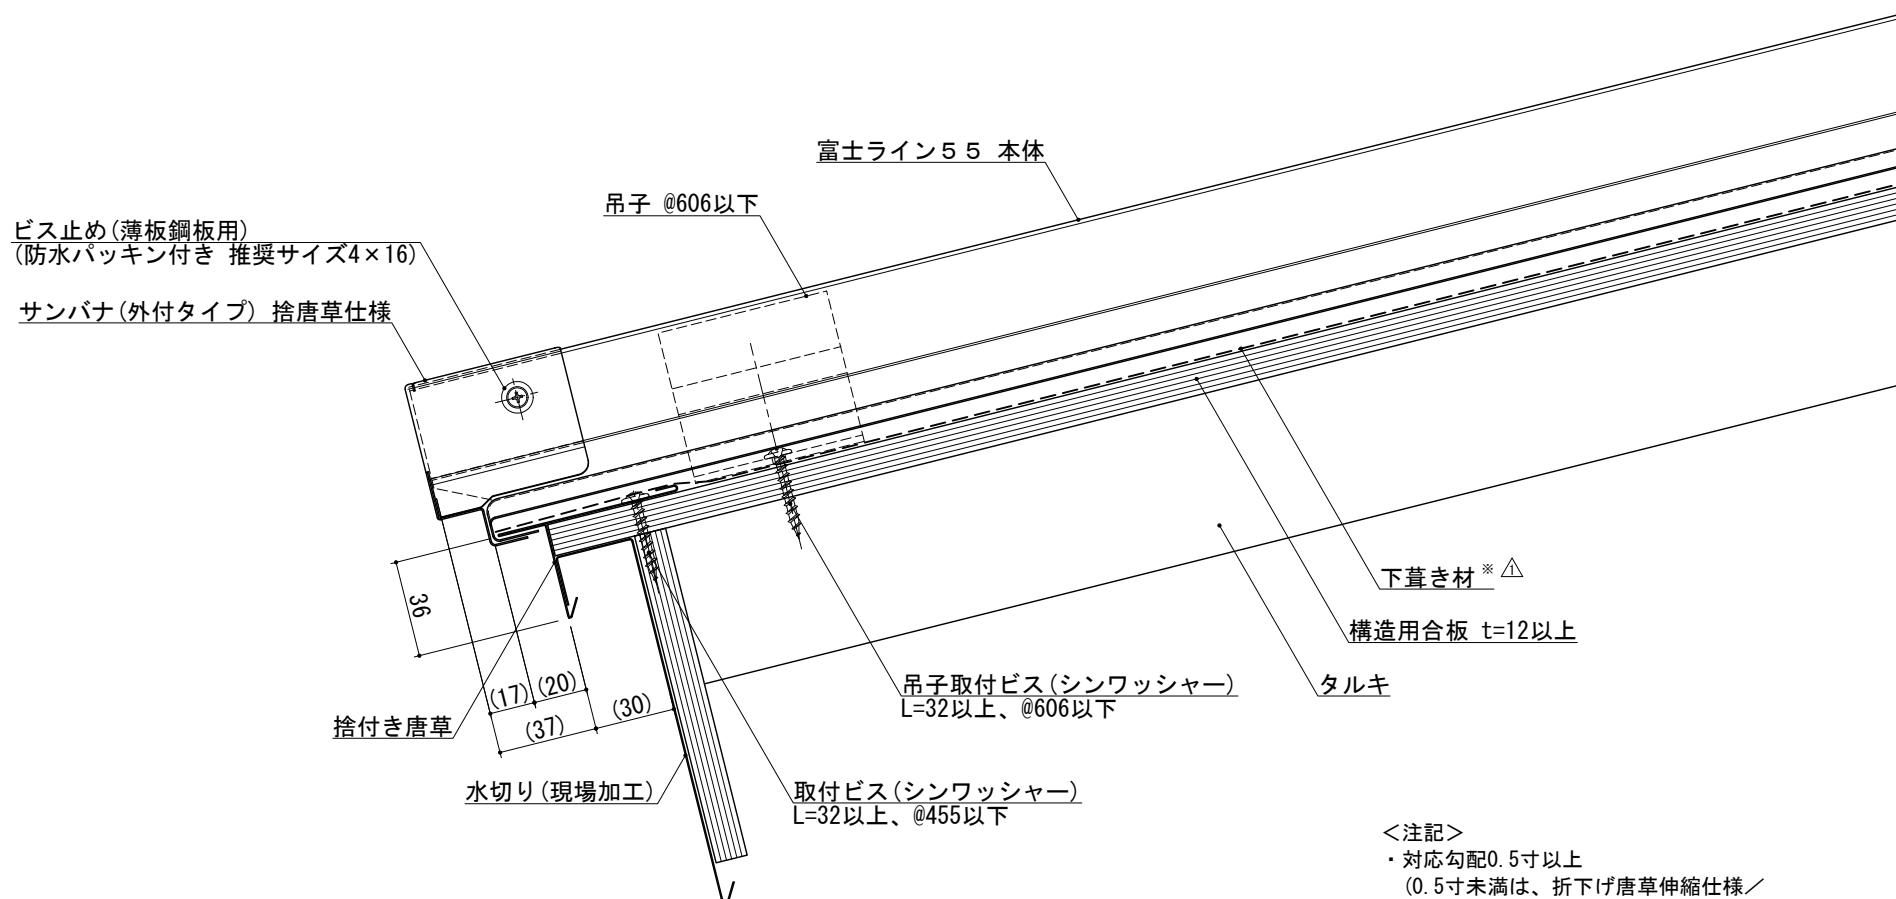 富士ライン５５ 本体
吊子 @606以下
ビス止め(薄板鋼板用)
(防水パッキン付き 推奨サイズ4×16)
サンバナ(外付タイプ) 捨唐草仕様
36
(17)
(20)
(37)
(30)
下葺き材※ 1
構造用合板 t=12以上
タルキ
吊子取付ビス(シンワッシャー)
L=32以上、@606以下
捨付き唐草
水切り(現場加工)
取付ビス(シンワッシャー)
L=32以上、@455以下
＜注記＞
・対応勾配0.5寸以上
(0.5寸未満は、折下げ唐草伸縮仕様／